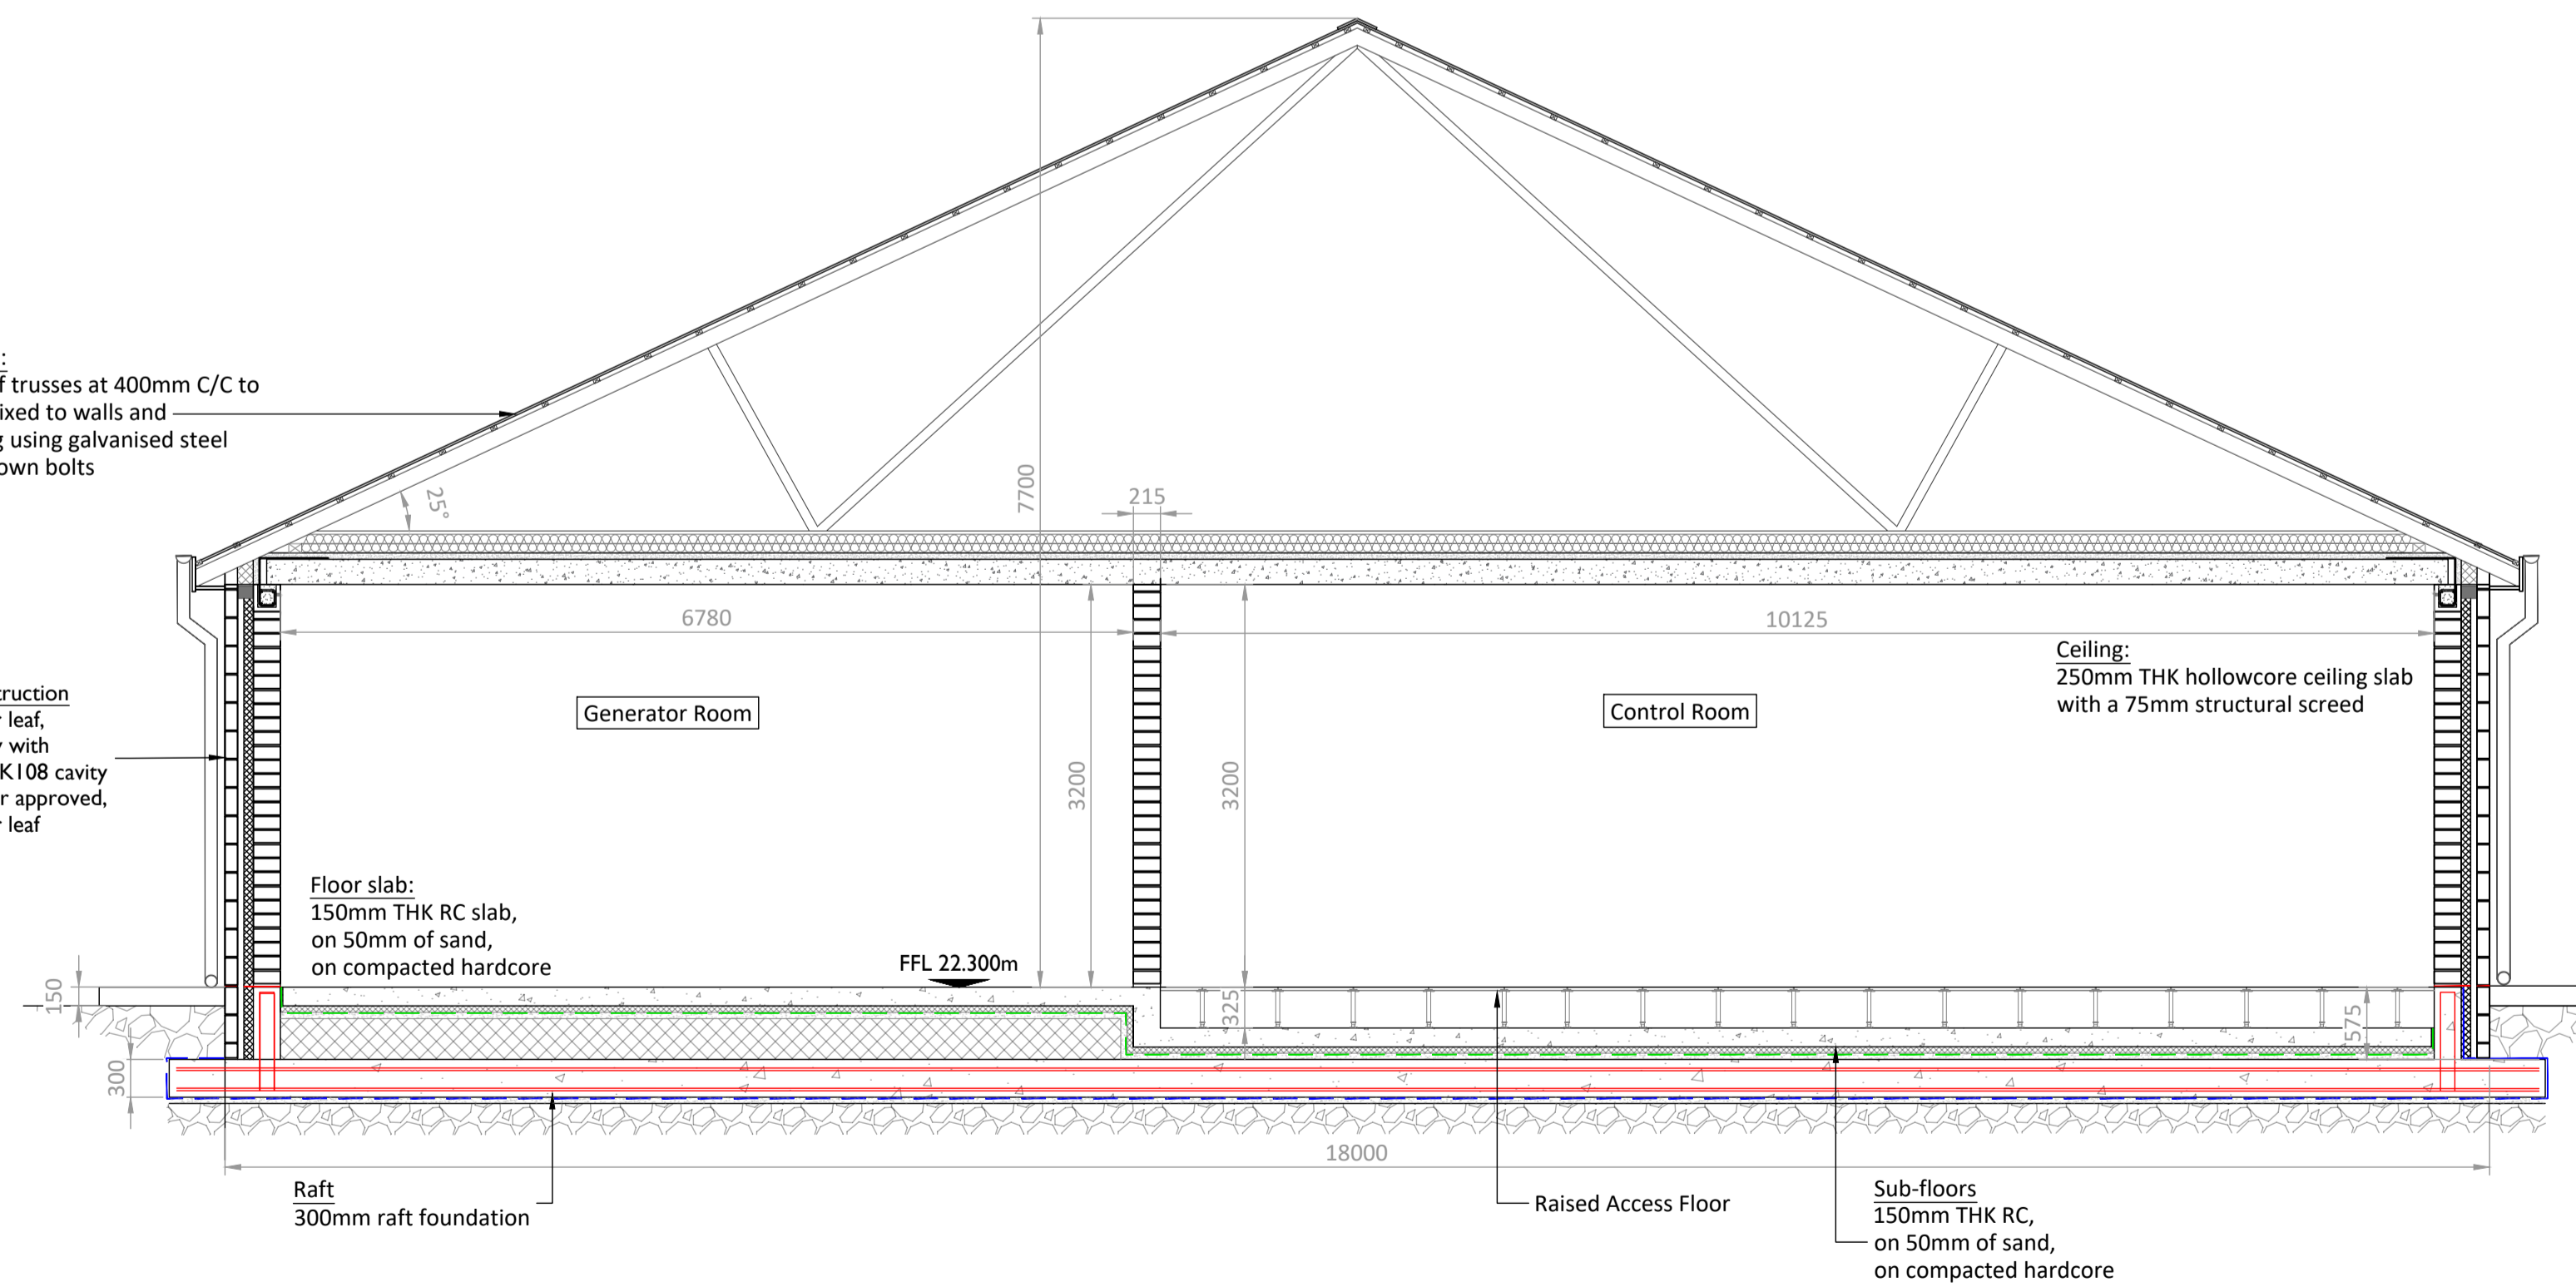 7700
:
f trusses at 400mm C/C to
ixed to walls and
g using galvanised steel
own bolts
25°
215
6780
10125
Ceiling:
250mm THK hollowcore ceiling slab
with a 75mm structural screed
truction
r leaf,
y with
K108 cavity
r approved,
r leaf
Generator Room
Control Room
3200
3200
Floor slab:
150mm THK RC slab,
on 50mm of sand,
on compacted hardcore
FFL 22.300m
150
325
575
300
18000
Raft
300mm raft foundation
Raised Access Floor
Sub-floors
150mm THK RC,
on 50mm of sand,
on compacted hardcore